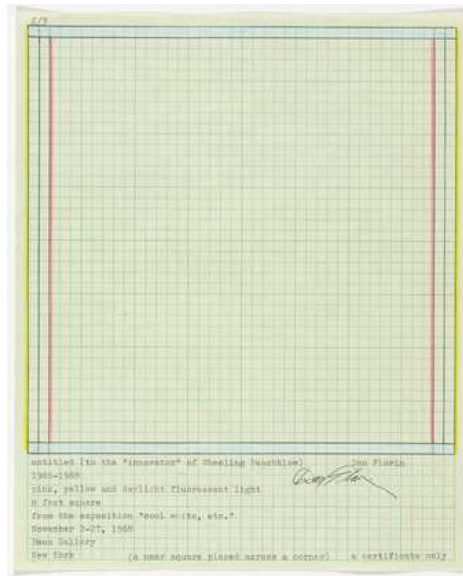 2/3
untitled (to the "innovator" of Wheeling Peachblow) Dan Flavin
1966-1968
pink, yellow and daylight fluorescent light
8 foot square
from the exposition "cool white, etc."
November 2-27, 1968
Dwan Gallery
New York (a near square placed across a corner) a certificate only